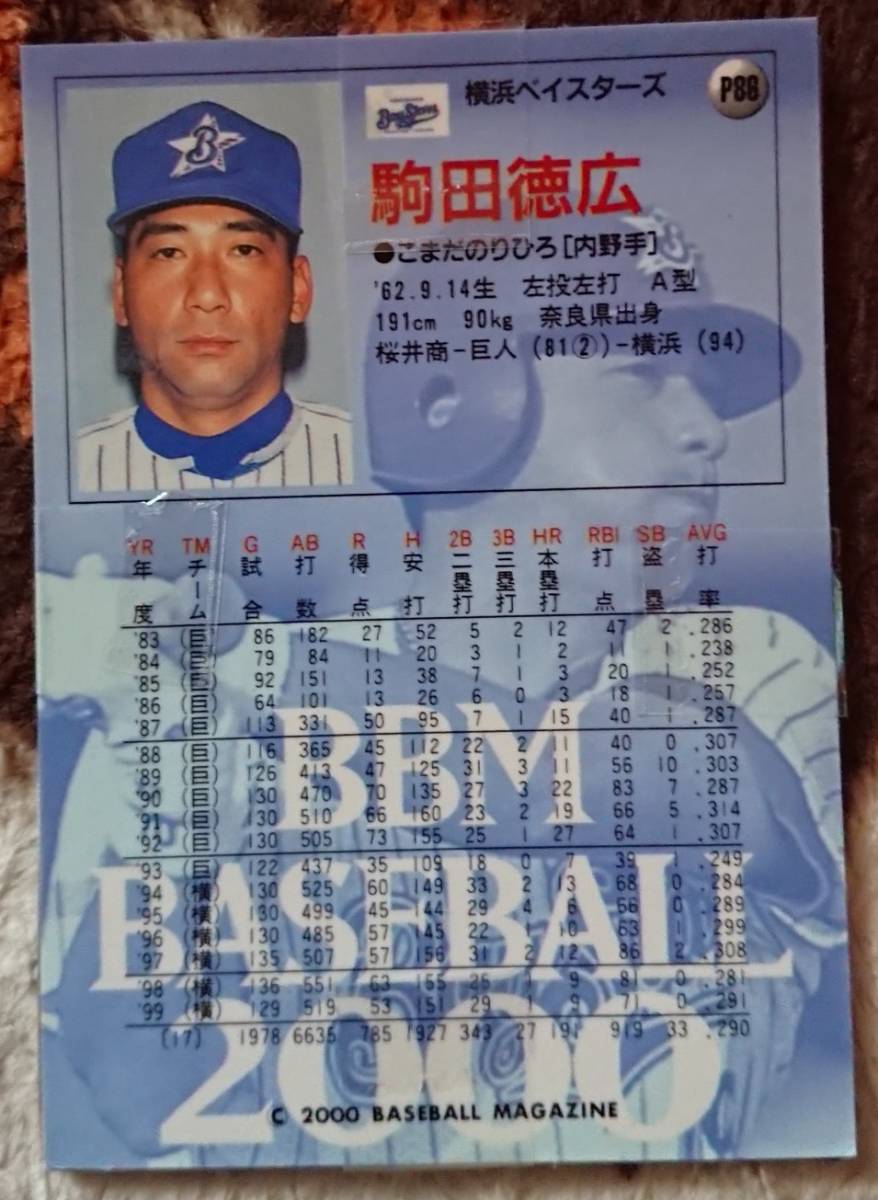 横浜ベイスターズ
P86
BayStars
駒田徳広
●こまだのりひろ[内野手]
'62.9.14生 左投左打 A型
191cm 90kg 奈良県出身
桜井商-巨人 (81②)-横浜 (94)
YR TM G AB R H 2B 3B HR RBI SB AVG
年度 チーム 試合 打数 得点 安打 二塁打 三塁打 本塁打 打点 盗塁 打率
'83 (巨) 86 182 27 52 5 2 12 47 2 .286
'84 (巨) 79 84 11 20 3 1 2 11 1 .238
'85 (巨) 92 151 13 38 7 1 3 20 1 .252
'86 (巨) 64 101 13 26 6 0 3 18 1 .257
'87 (巨) 113 331 50 95 7 1 15 40 1 .287
'88 (巨) 116 365 45 112 22 2 11 40 0 .307
'89 (巨) 126 413 47 125 31 3 11 56 10 .303
'90 (巨) 130 470 70 135 27 3 22 83 7 .287
'91 (巨) 130 510 66 160 23 2 19 66 5 .314
'92 (巨) 130 505 73 155 25 1 27 64 1 .307
'93 (巨) 122 437 35 109 18 0 7 39 1 .249
'94 (横) 130 525 60 149 33 2 13 68 0 .284
'95 (横) 130 499 45 144 29 4 6 66 0 .289
'96 (横) 130 485 57 145 22 1 10 63 1 .299
'97 (横) 135 507 57 156 31 2 12 86 2 .308
'98 (横) 136 551 63 155 25 1 9 81 0 .281
'99 (横) 129 519 53 151 29 1 9 71 0 .291
(17) 1978 6635 785 1927 343 27 191 919 33 .290
BBM
BASEBALL
2000
C 2000 BASEBALL MAGAZINE